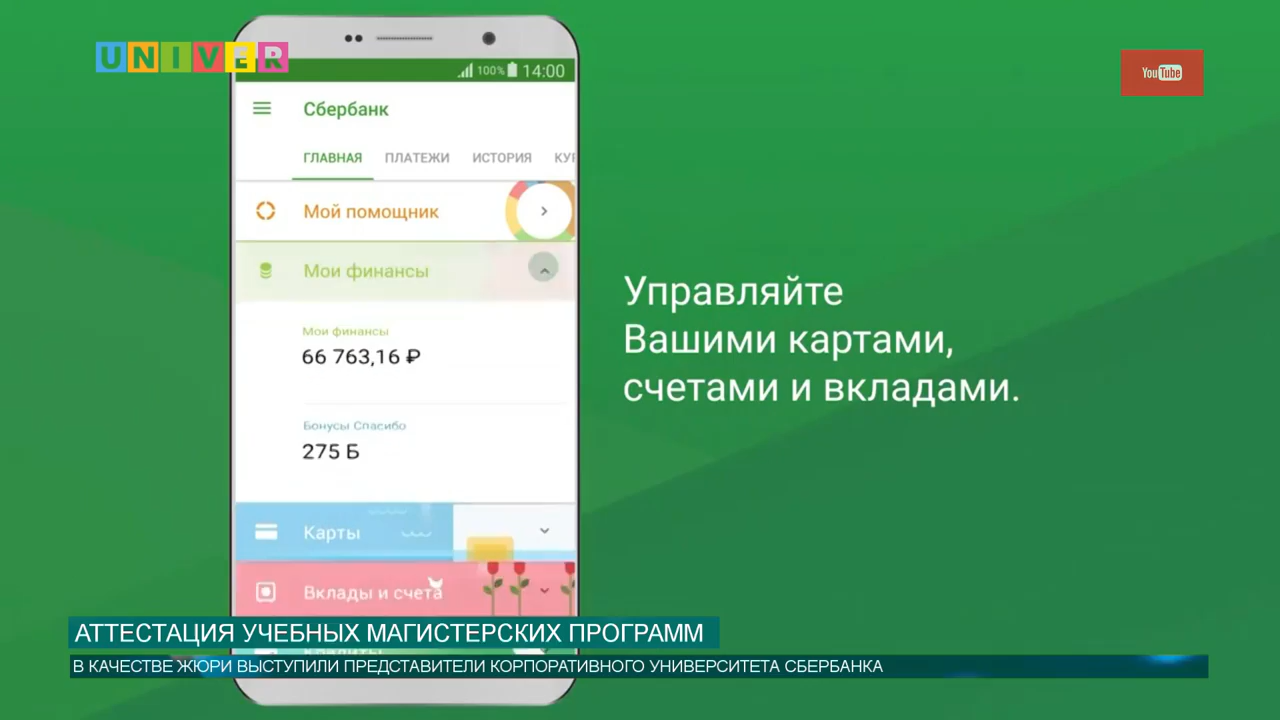 UNIVER
YouTube
100% 14:00
Сбербанк
ГЛАВНАЯ ПЛАТЕЖИ ИСТОРИЯ
Мой помощник
Мои финансы
Мои финансы
66 763,16 ₽
Бонусы Спасибо
275 Б
Карты
Вклады и счета
Кредиты
Управляйте
Вашими картами,
счетами и вкладами.
АТТЕСТАЦИЯ УЧЕБНЫХ МАГИСТЕРСКИХ ПРОГРАММ
В КАЧЕСТВЕ ЖЮРИ ВЫСТУПИЛИ ПРЕДСТАВИТЕЛИ КОРПОРАТИВНОГО УНИВЕРСИТЕТА СБЕРБАНКА